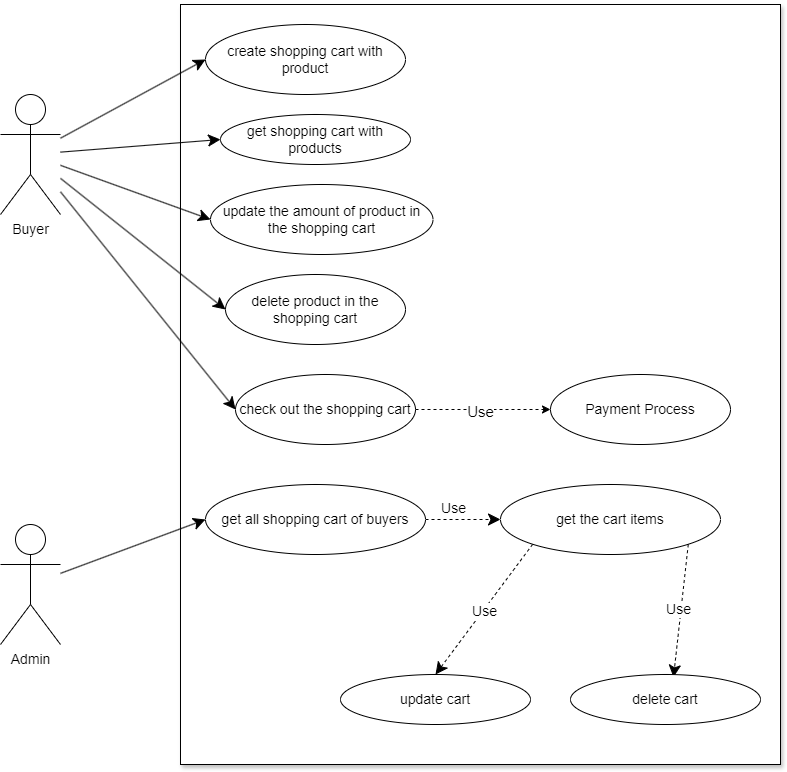 create shopping cart with
product
get shopping cart with
products
update the amount of product in
the shopping cart
Buyer
delete product in the
shopping cart
check out the shopping cart
Use
Payment Process
get all shopping cart of buyers
Use
get the cart items
Use
Use
Admin
update cart
delete cart